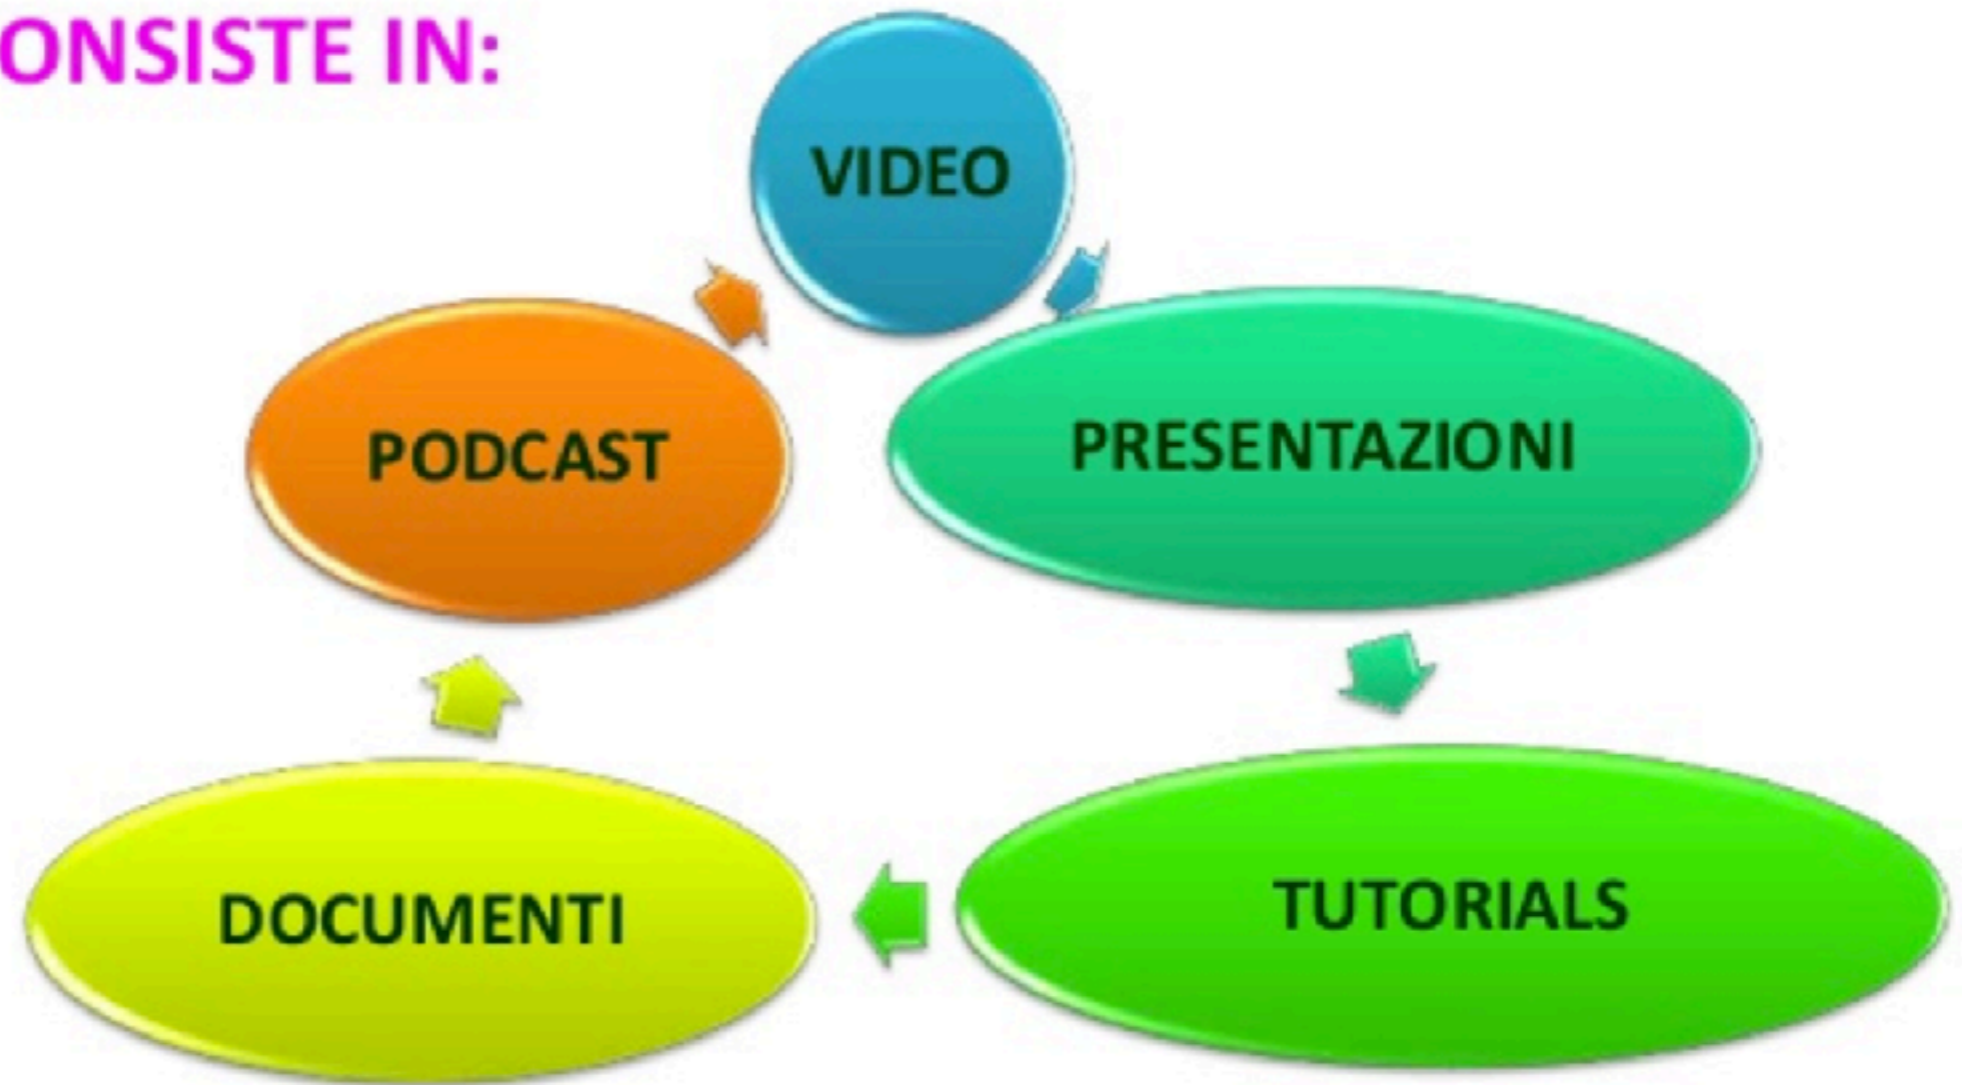 ONSISTE IN:
VIDEO
PRESENTAZIONI
TUTORIALS
DOCUMENTI
PODCAST